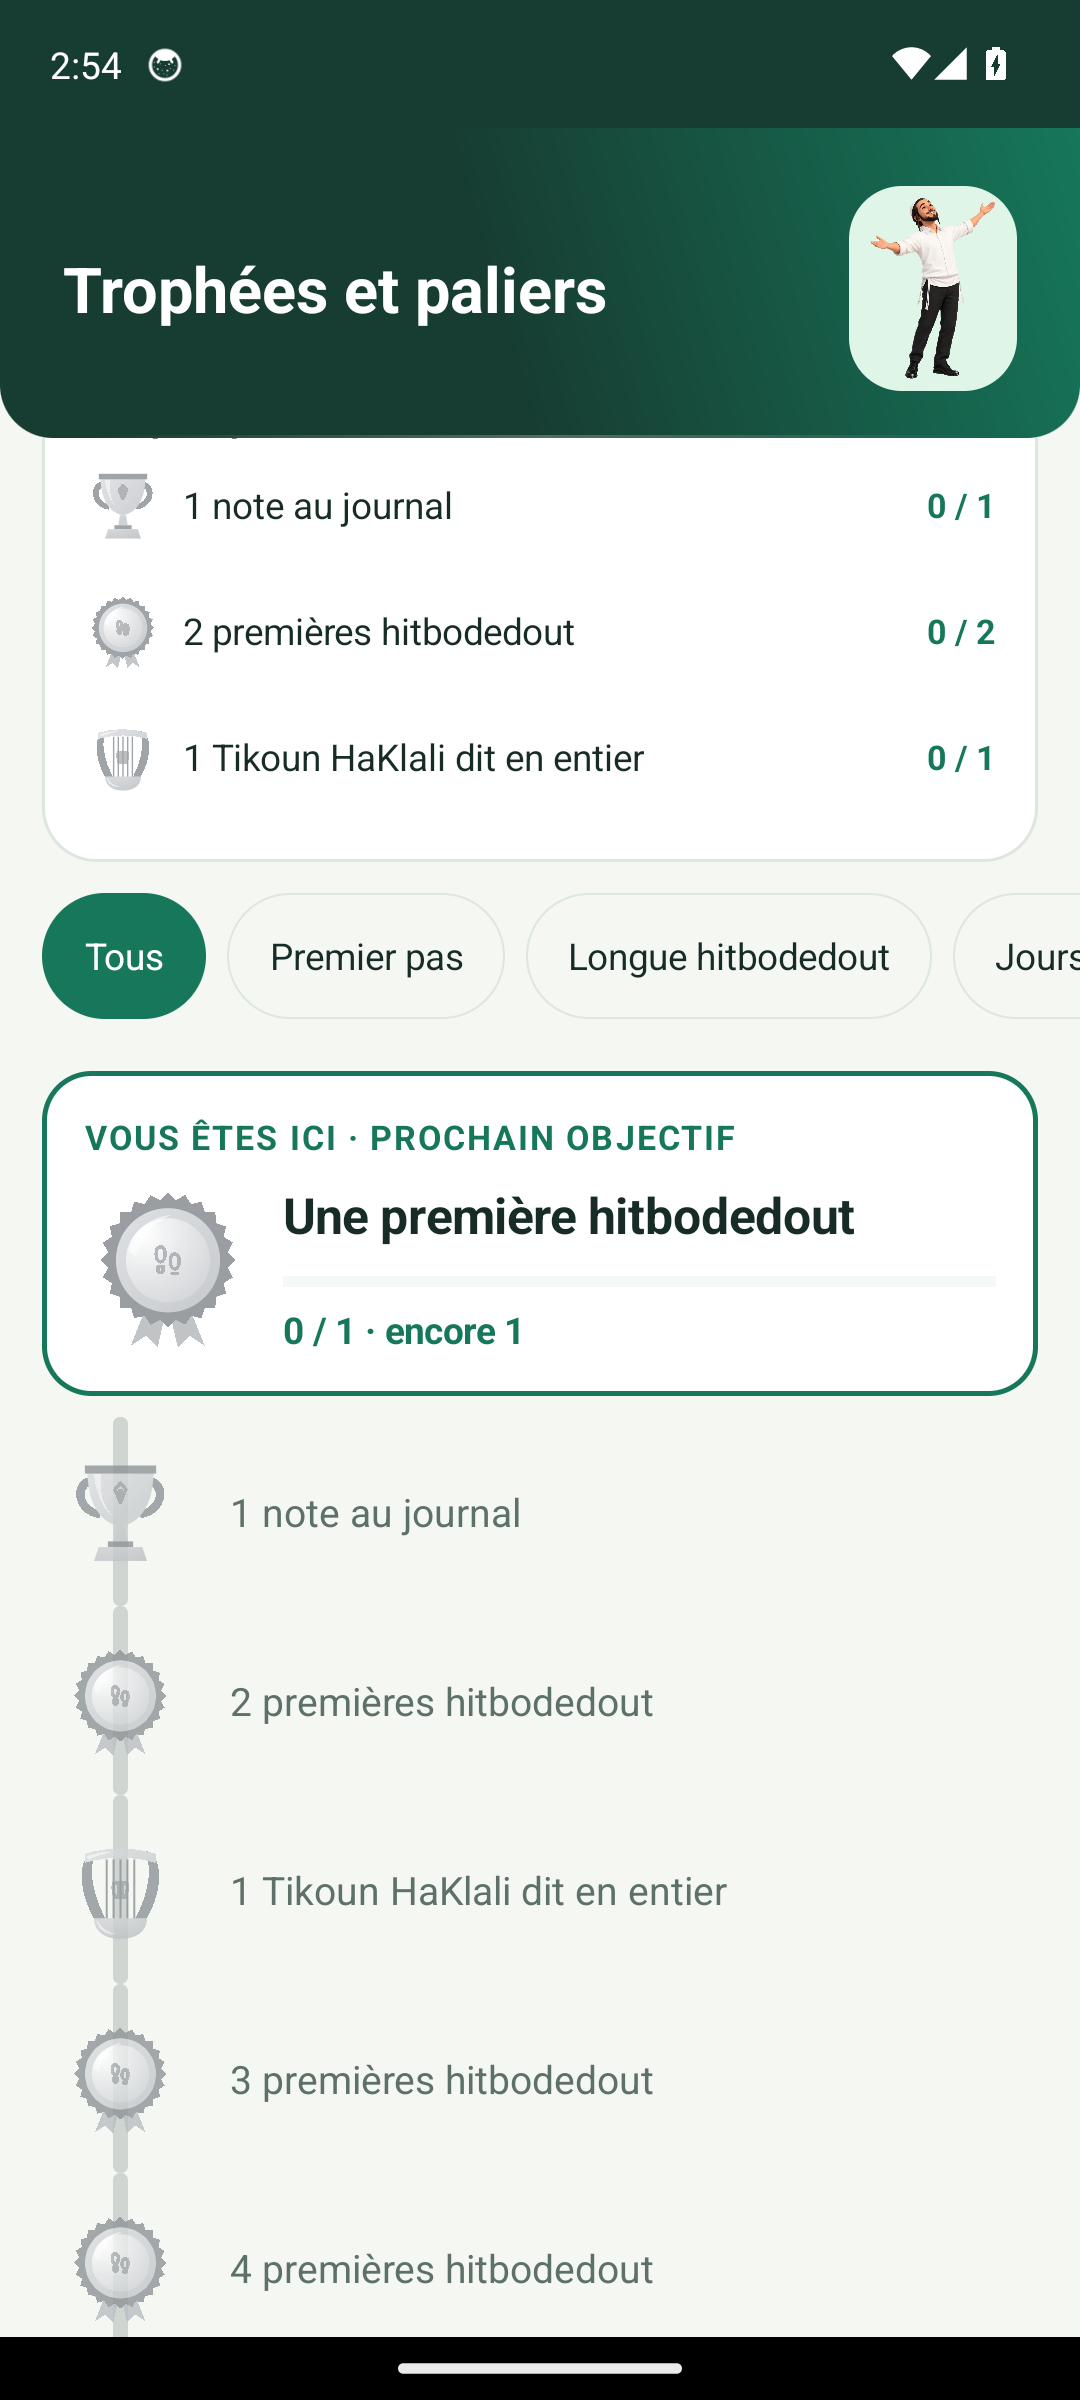 2:54
Trophées et paliers
1 note au journal
0 / 1
2 premières hitbodedout
0 / 2
1 Tikoun HaKlali dit en entier
0 / 1
Tous
Premier pas
Longue hitbodedout
Jours
VOUS ÊTES ICI · PROCHAIN OBJECTIF
Une première hitbodedout
0 / 1 · encore 1
1 note au journal
2 premières hitbodedout
1 Tikoun HaKlali dit en entier
3 premières hitbodedout
4 premières hitbodedout